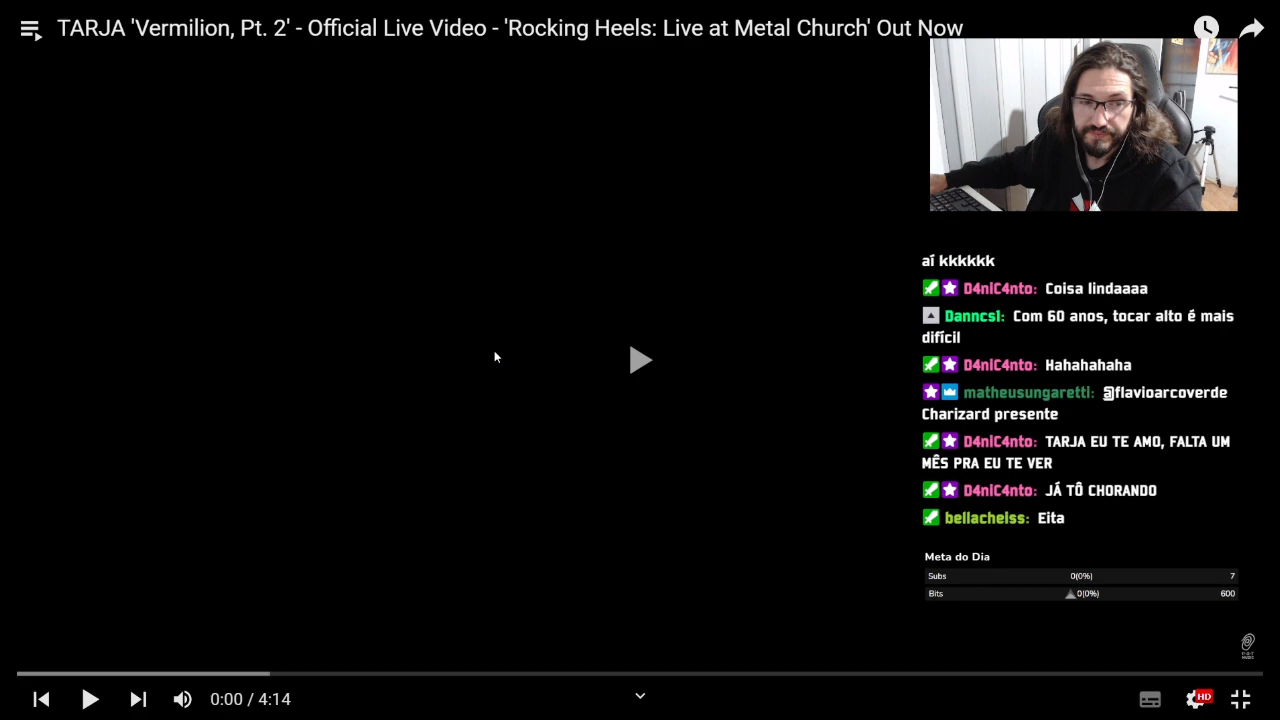 TARJA 'Vermilion, Pt. 2' - Official Live Video - 'Rocking Heels: Live at Metal Church' Out Now
aí kkkkkk
D4niC4nto: Coisa lindaaaa
Danncs1: Com 60 anos, tocar alto é mais
difícil
D4niC4nto: Hahahahaha
matheusungaretti: @flavioarcoverde
Charizard presente
D4niC4nto: TARJA EU TE AMO, FALTA UM
MÊS PRA EU TE VER
D4niC4nto: JÁ TÔ CHORANDO
bellacheiss: Eita
Meta do Dia
Subs 0(0%) 7
Bits 0(0%) 600
0:00 / 4:14
HD